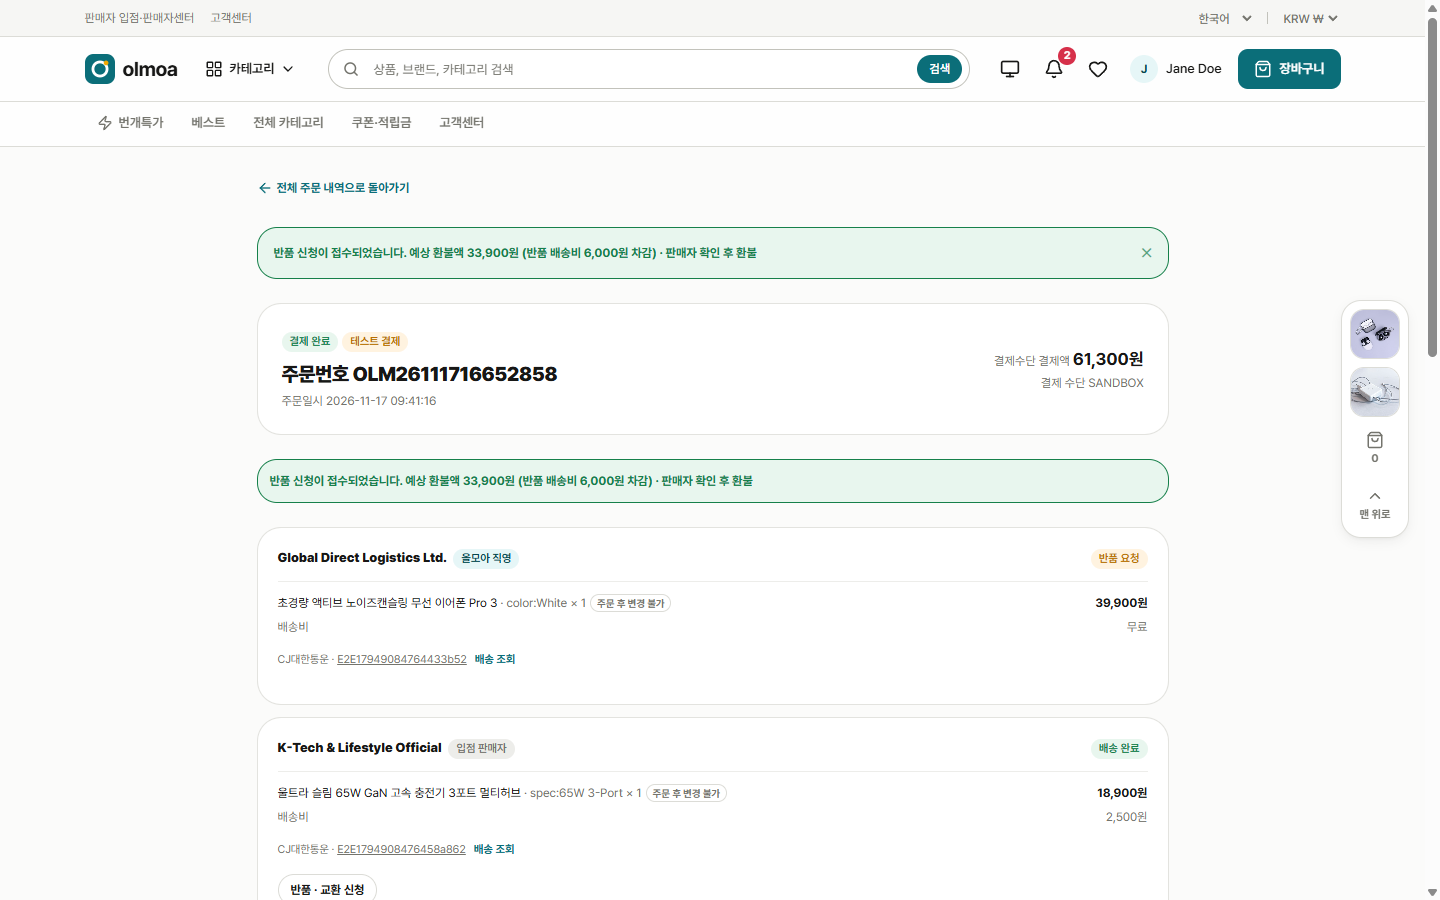 판매자 입점·판매자센터 고객센터 한국어 KRW ₩
olmoa 카테고리 상품, 브랜드, 카테고리 검색 검색 2 J Jane Doe 장바구니
번개특가 베스트 전체 카테고리 쿠폰·적립금 고객센터
전체 주문 내역으로 돌아가기
반품 신청이 접수되었습니다. 예상 환불액 33,900원 (반품 배송비 6,000원 차감) · 판매자 확인 후 환불
결제 완료 테스트 결제
주문번호 OLM26111716652858
주문일시 2026-11-17 09:41:16
결제수단 결제액 61,300원
결제 수단 SANDBOX
반품 신청이 접수되었습니다. 예상 환불액 33,900원 (반품 배송비 6,000원 차감) · 판매자 확인 후 환불
Global Direct Logistics Ltd. 올모아 직영 반품 요청
초경량 액티브 노이즈캔슬링 무선 이어폰 Pro 3 · color:White × 1 주문 후 변경 불가 39,900원
배송비 무료
CJ대한통운 · E2E17949084764433b52 배송 조회
K-Tech & Lifestyle Official 입점 판매자 배송 완료
울트라 슬림 65W GaN 고속 충전기 3포트 멀티허브 · spec:65W 3-Port × 1 주문 후 변경 불가 18,900원
배송비 2,500원
CJ대한통운 · E2E1794908476458a862 배송 조회
반품 · 교환 신청
0
맨 위로